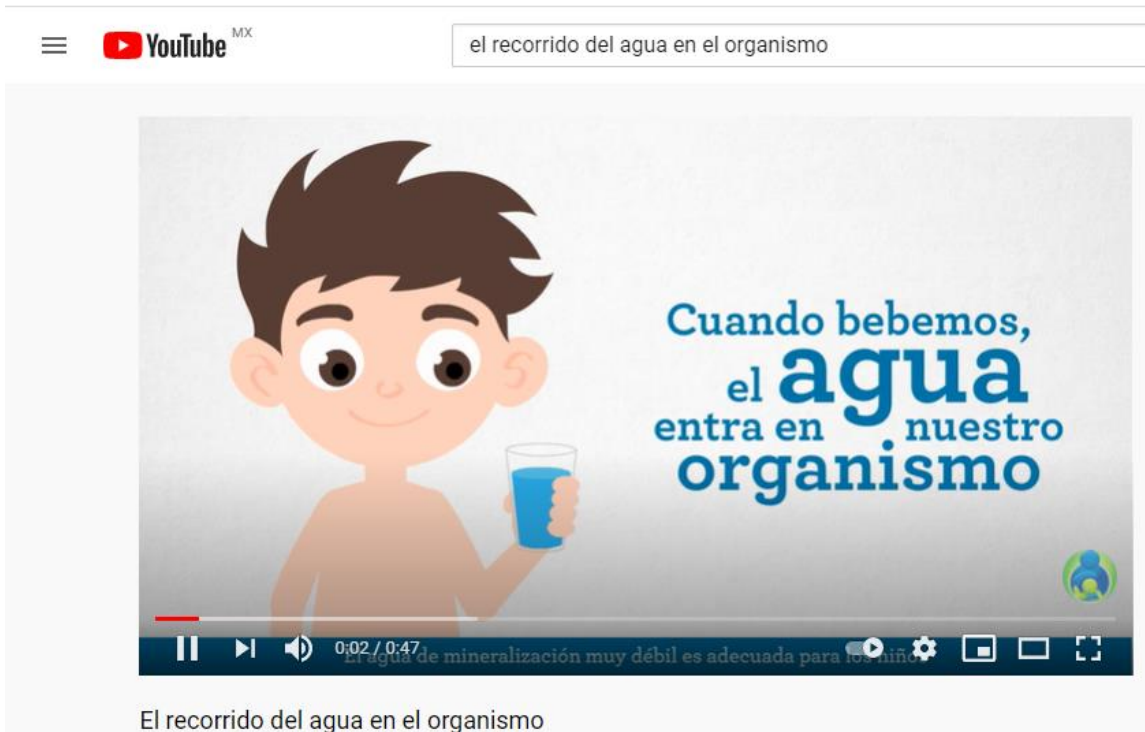 YouTube MX
el recorrido del agua en el organismo
Cuando bebemos,
el agua
entra en nuestro
organismo
0:02 / 0:47
El agua de mineralización muy débil es adecuada para los niños
El recorrido del agua en el organismo